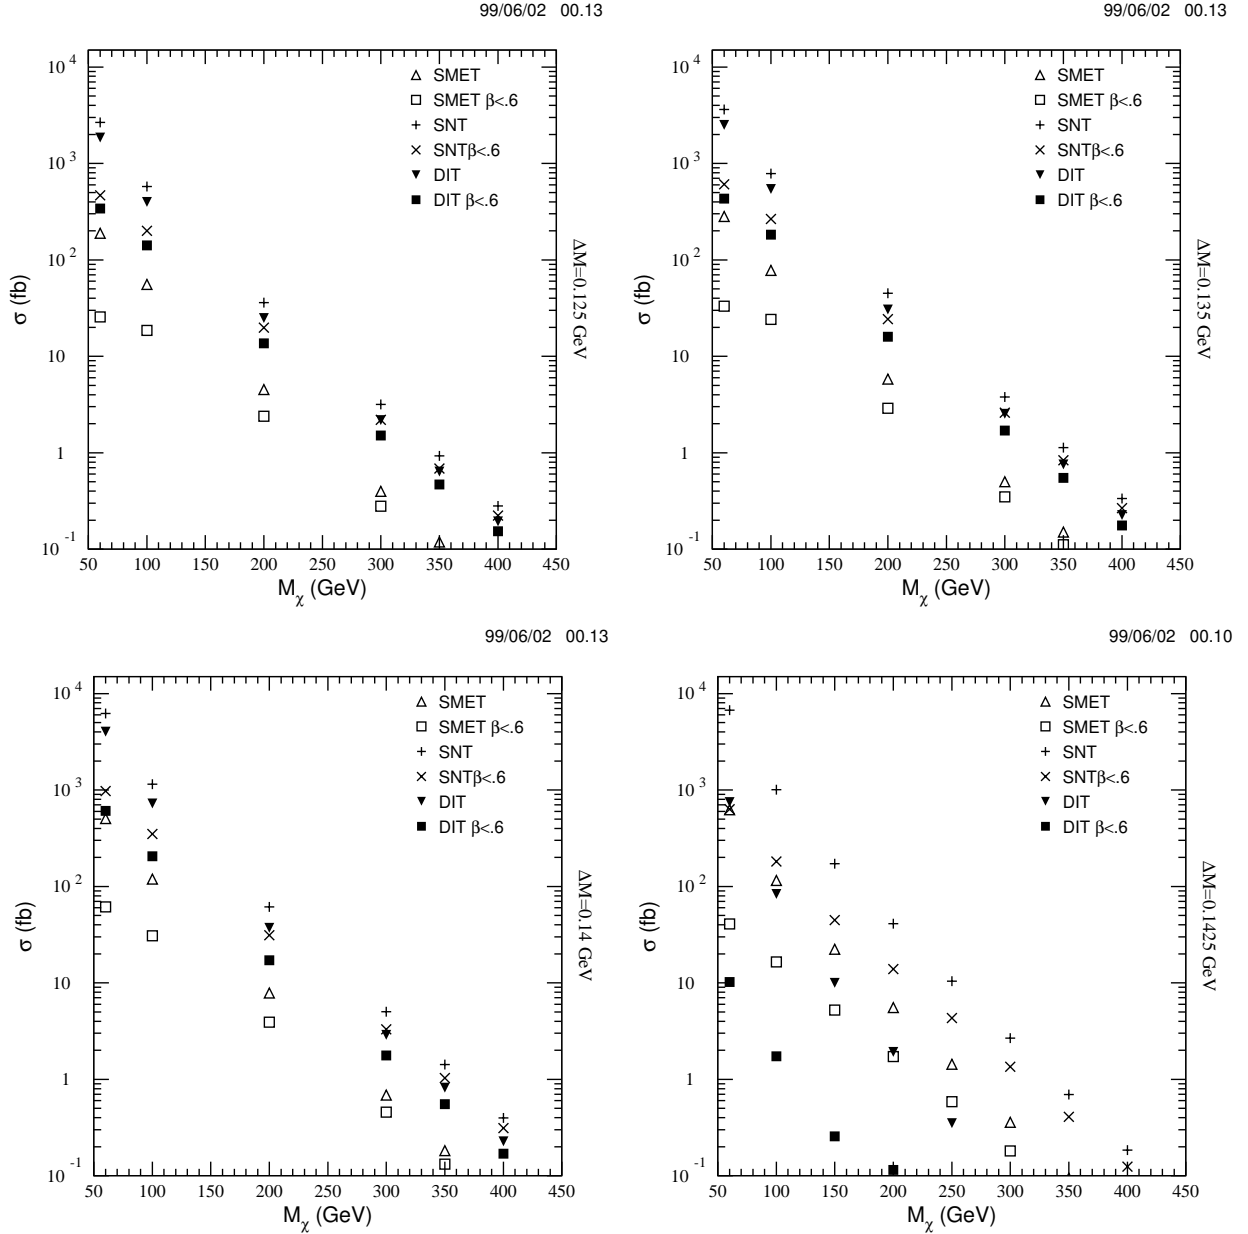 99/06/02 00.13
σ (fb)
10^4
10^3
10^2
10
1
10^-1
SMET
SMET β<.6
SNT
SNTβ<.6
DIT
DIT β<.6
ΔM=0.125 GeV
50 100 150 200 250 300 350 400 450
M_χ (GeV)
99/06/02 00.13
σ (fb)
10^4
10^3
10^2
10
1
10^-1
SMET
SMET β<.6
SNT
SNTβ<.6
DIT
DIT β<.6
ΔM=0.135 GeV
50 100 150 200 250 300 350 400 450
M_χ (GeV)
99/06/02 00.13
σ (fb)
10^4
10^3
10^2
10
1
10^-1
SMET
SMET β<.6
SNT
SNTβ<.6
DIT
DIT β<.6
ΔM=0.14 GeV
50 100 150 200 250 300 350 400 450
M_χ (GeV)
99/06/02 00.10
σ (fb)
10^4
10^3
10^2
10
1
10^-1
SMET
SMET β<.6
SNT
SNTβ<.6
DIT
DIT β<.6
ΔM=0.1425 GeV
50 100 150 200 250 300 350 400 450
M_χ (GeV)